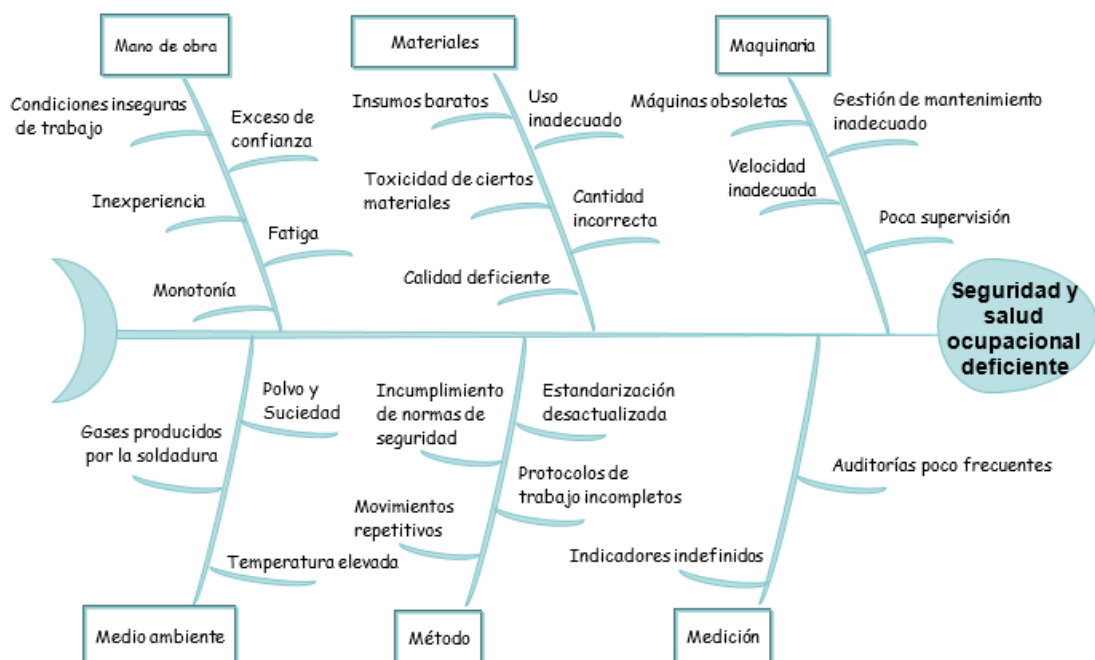 Mano de obra
Materiales
Maquinaria
Condiciones inseguras
de trabajo
Exceso de
confianza
Inexperiencia
Fatiga
Monotonía
Insumos baratos
Uso
inadecuado
Toxicidad de ciertos
materiales
Cantidad
incorrecta
Calidad deficiente
Máquinas obsoletas
Gestión de mantenimiento
inadecuado
Velocidad
inadecuada
Poca supervisión
Seguridad y
salud
ocupacional
deficiente
Polvo y
Suciedad
Gases producidos
por la soldadura
Temperatura elevada
Incumplimiento
de normas de
seguridad
Estandarización
desactualizada
Protocolos de
trabajo incompletos
Movimientos
repetitivos
Auditorías poco frecuentes
Indicadores indefinidos
Medio ambiente
Método
Medición